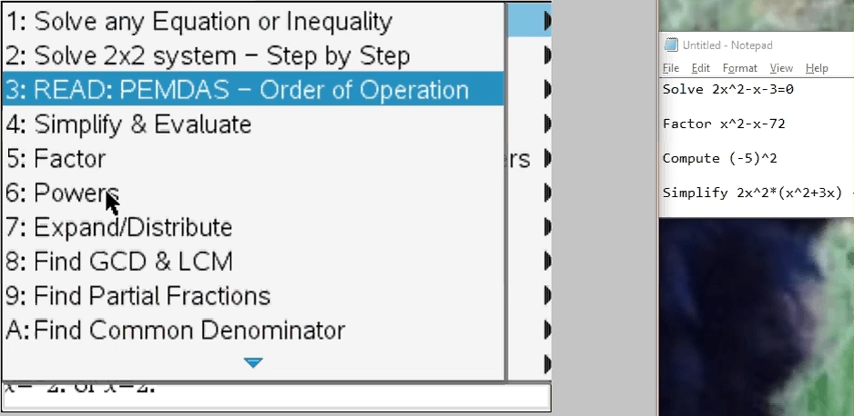 1: Solve any Equation or Inequality
2: Solve 2x2 system – Step by Step
3: READ: PEMDAS – Order of Operation
4: Simplify & Evaluate
5: Factor
6: Powers
7: Expand/Distribute
8: Find GCD & LCM
9: Find Partial Fractions
A: Find Common Denominator
rs
Untitled - Notepad
File Edit Format View Help
Solve 2x^2-x-3=0
Factor x^2-x-72
Compute (-5)^2
Simplify 2x^2*(x^2+3x)